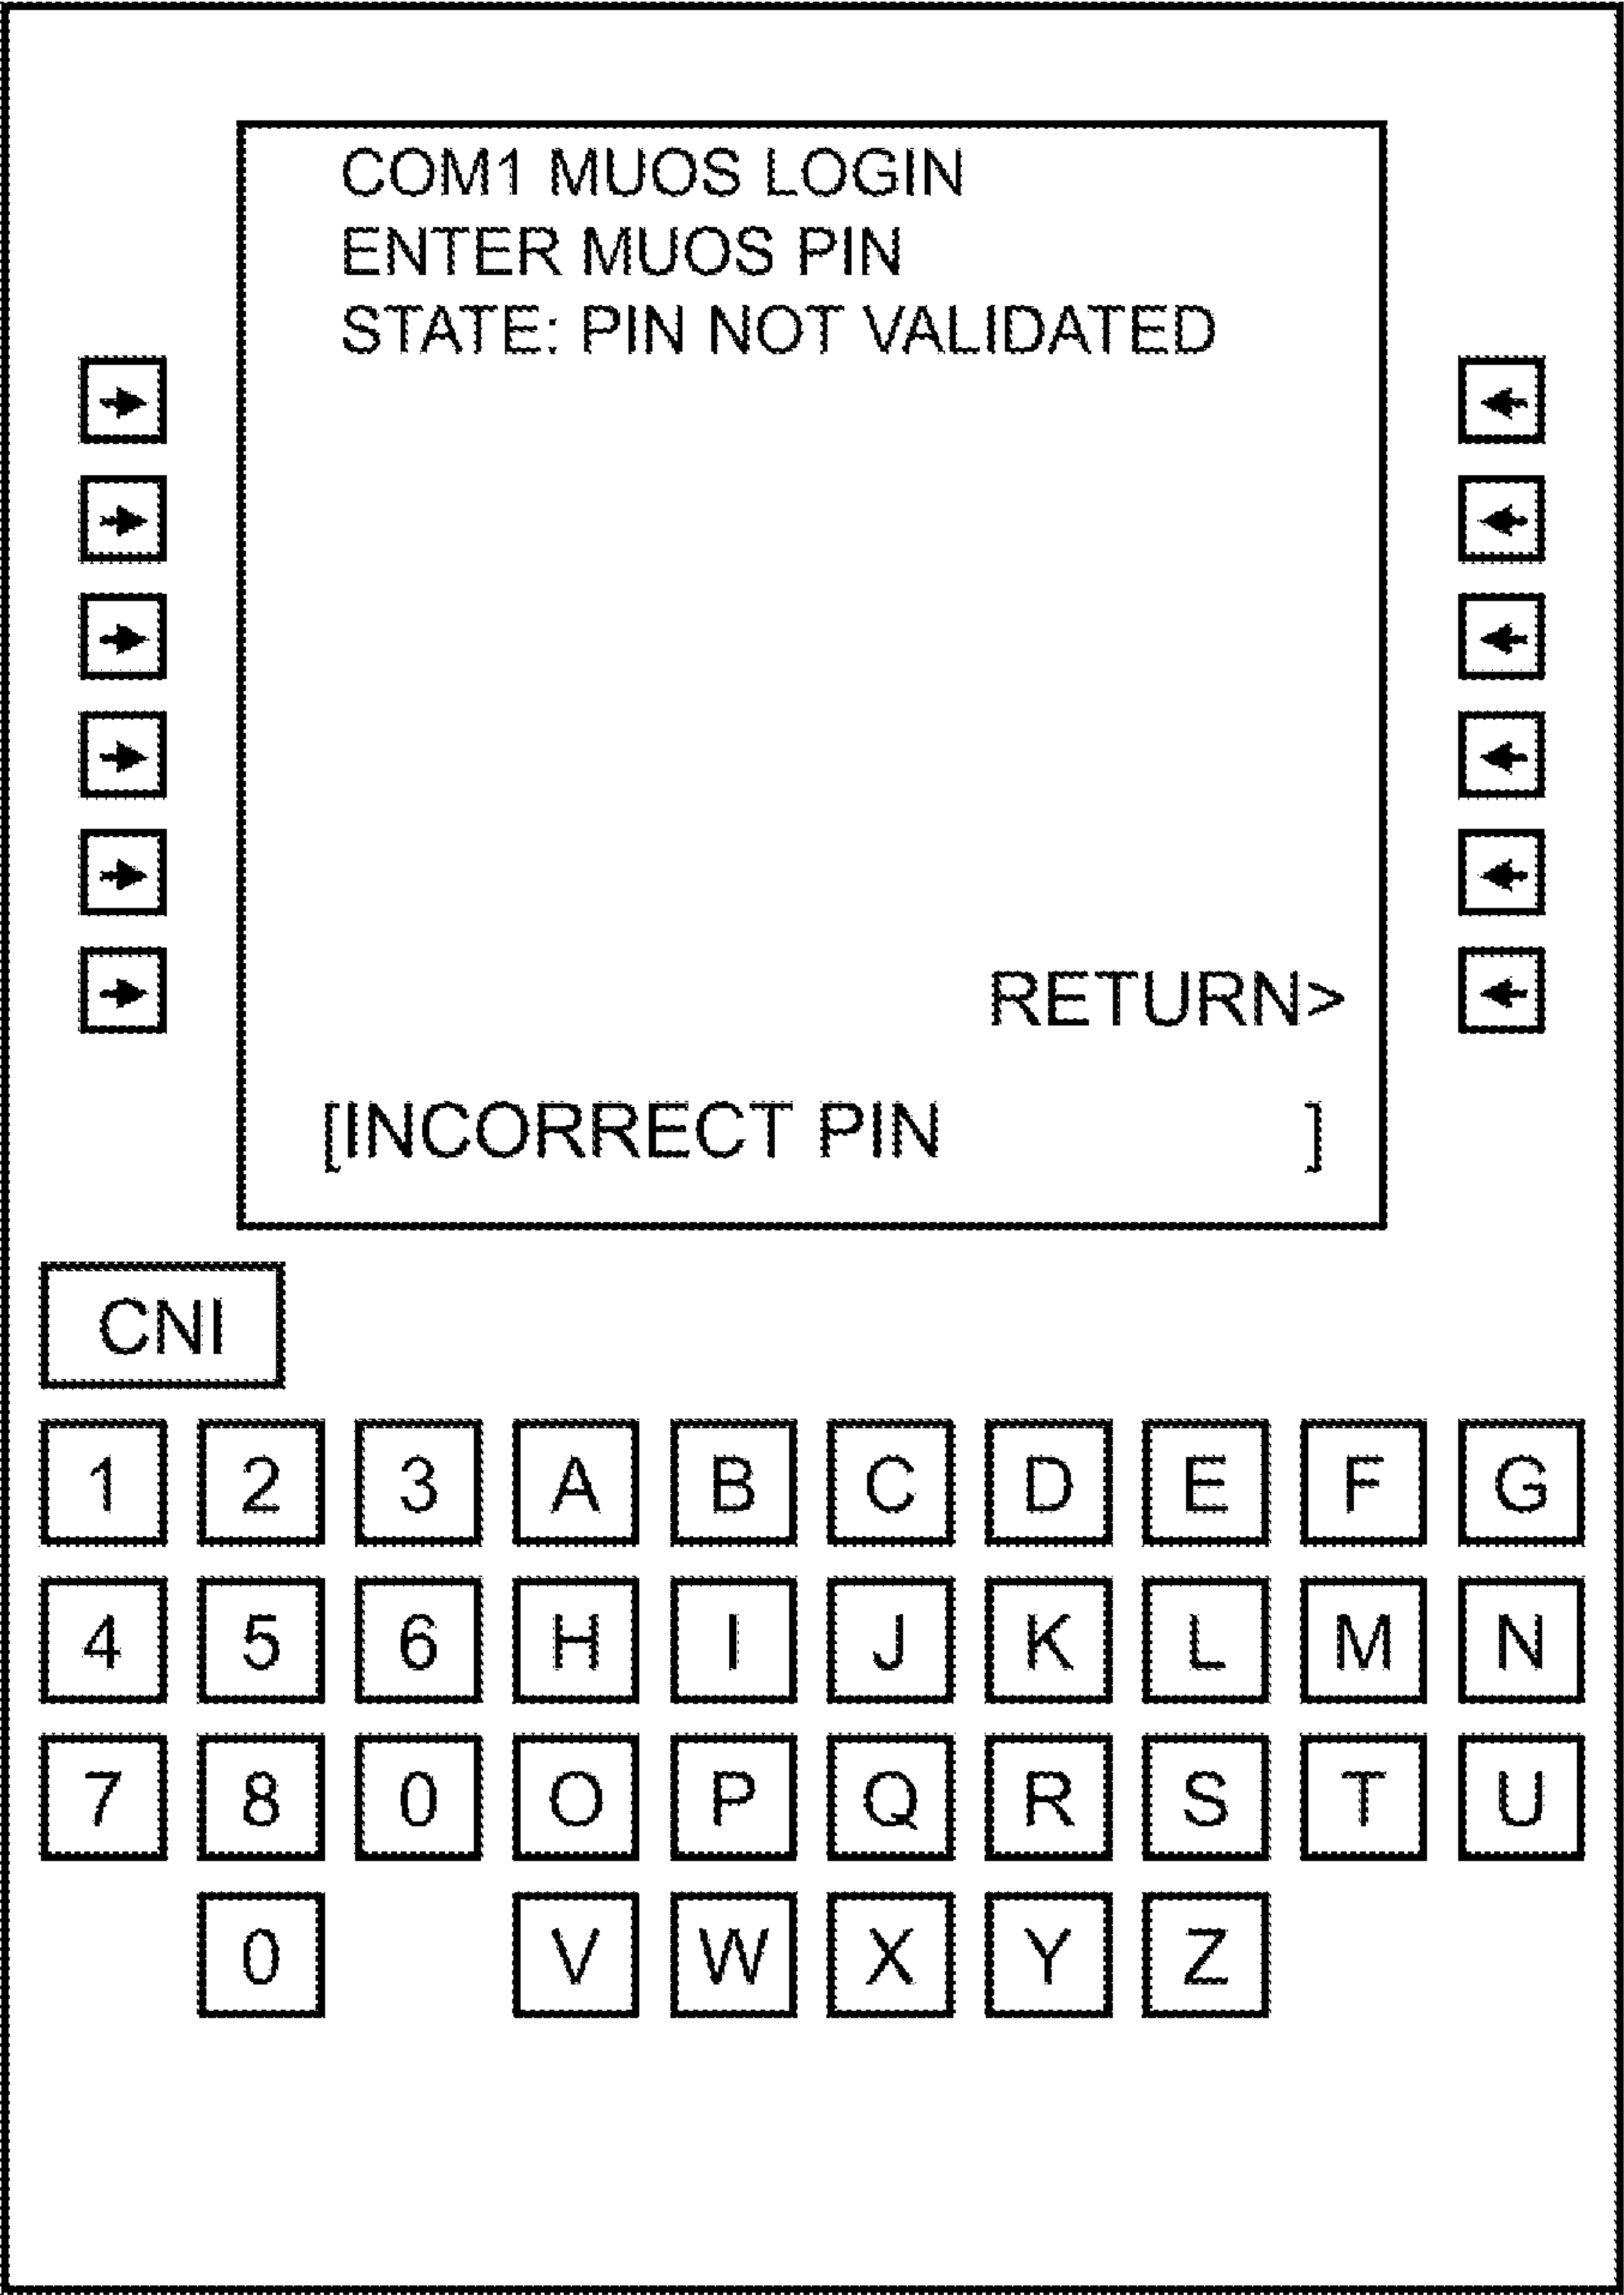 COM1 MUOS LOGIN
ENTER MUOS PIN
STATE: PIN NOT VALIDATED
RETURN>
[INCORRECT PIN ]
CNI
1 2 3 A B C D E F G
4 5 6 H I J K L M N
7 8 0 O P Q R S T U
0 V W X Y Z